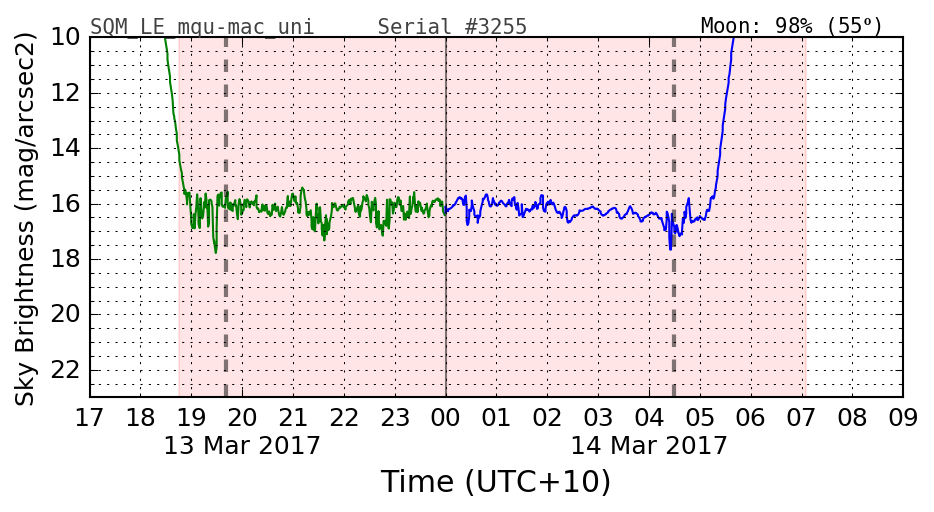 SQM_LE_mqu-mac_uni Serial #3255 Moon: 98% (55°)
10
12
14
16
18
20
22
Sky Brightness (mag/arcsec2)
17 18 19 20 21 22 23 00 01 02 03 04 05 06 07 08 09
13 Mar 2017 14 Mar 2017
Time (UTC+10)